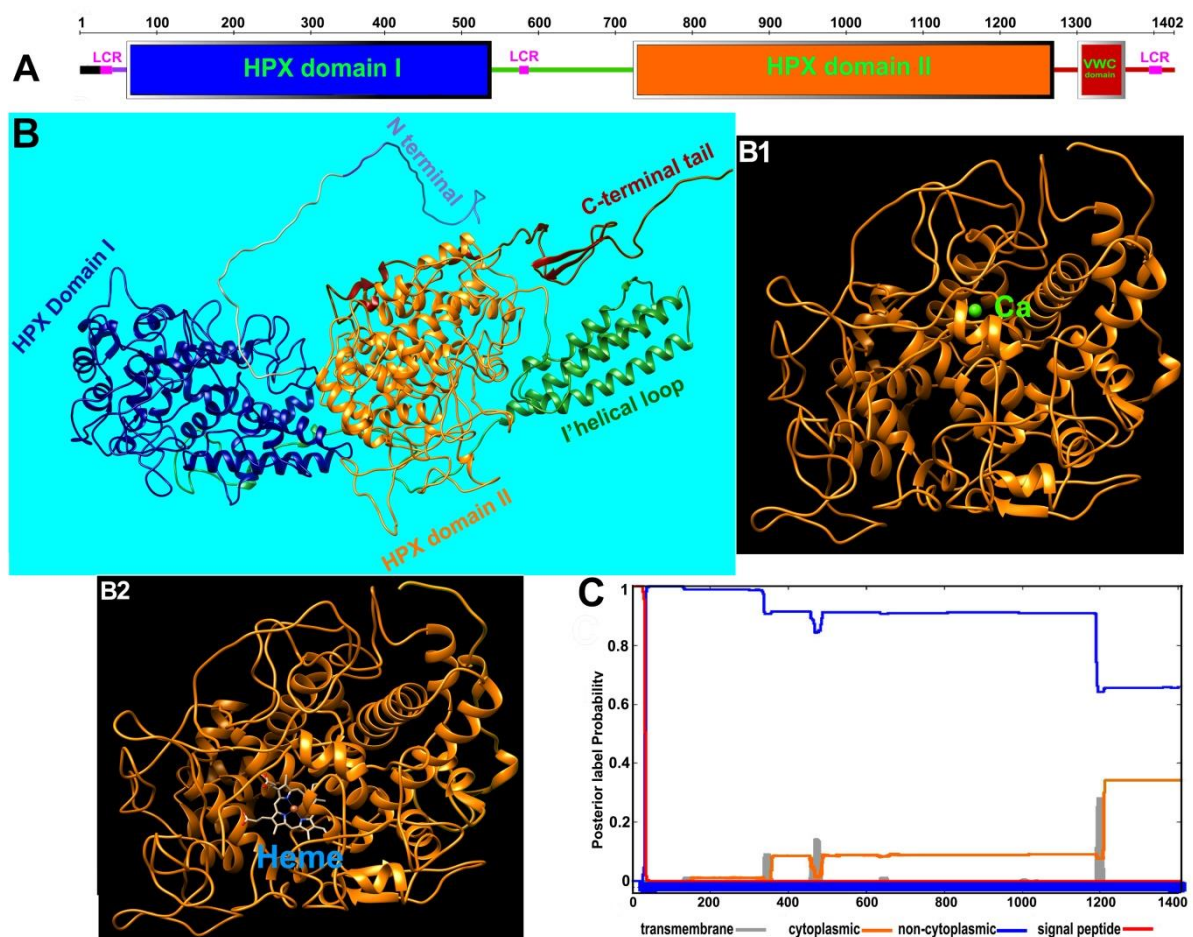 1 100 200 300 400 500 600 700 800 900 1000 1100 1200 1300 1402
A
LCR
HPX domain I
LCR
HPX domain II
VWC
domain
LCR
B
N terminal
C-terminal tail
HPX Domain I
I'helical loop
HPX domain II
B1
Ca
B2
Heme
C
Posterior label Probability
1
0.8
0.6
0.4
0.2
0
0 200 400 600 800 1000 1200 1400
transmembrane cytoplasmic non-cytoplasmic signal peptide